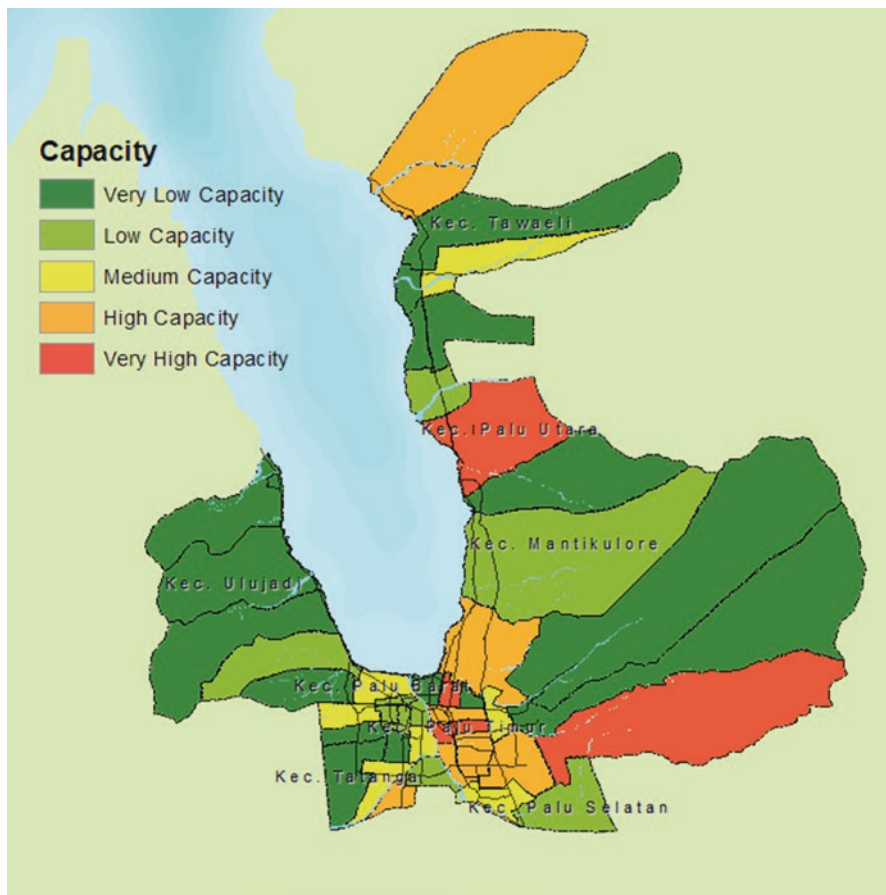 Capacity
Very Low Capacity
Low Capacity
Medium Capacity
High Capacity
Very High Capacity
Kec. Tawaeli
Kec. Palu Utara
Kec. Mantikulore
Kec. Ulujadi
Kec. Palu Barat
Kec. Palu Timur
Kec. Tatanga
Kec. Palu Selatan